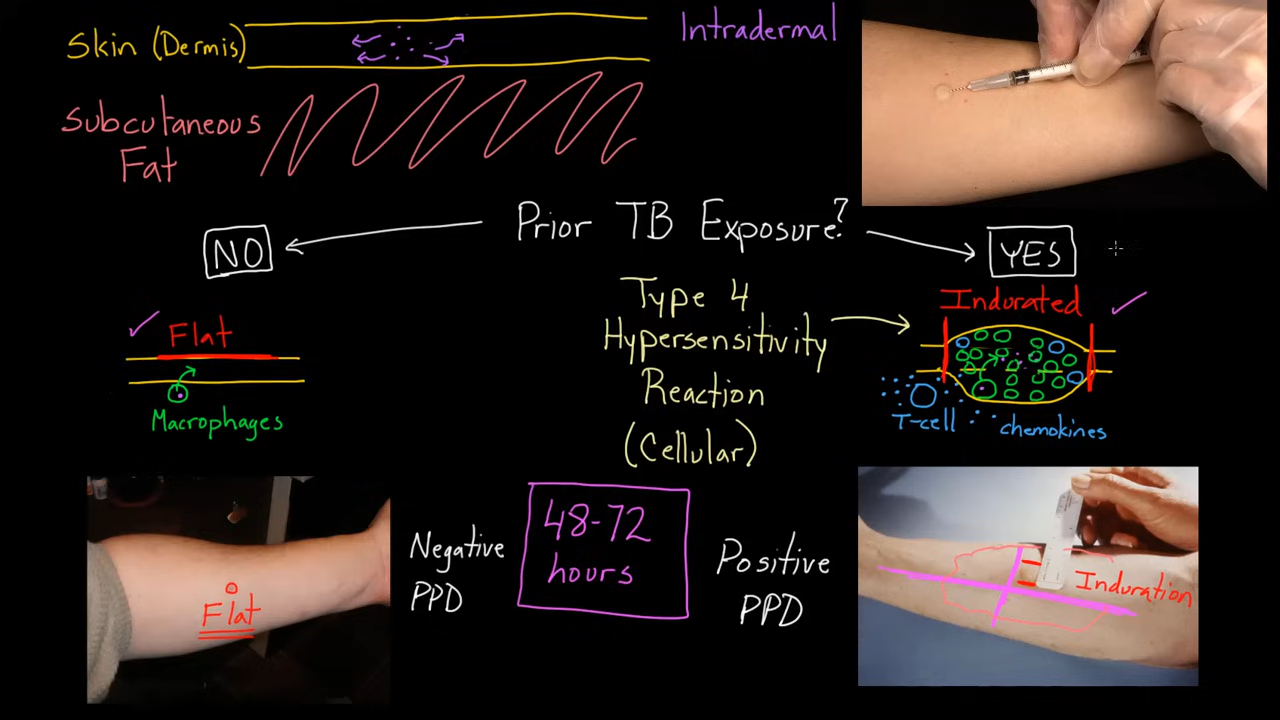 Skin (Dermis)
Intradermal
Subcutaneous
Fat
Prior TB Exposure?
NO
YES
Type 4
Hypersensitivity
Reaction
(Cellular)
Flat
Macrophages
Indurated
T-cell
chemokines
Flat
Negative
PPD
48-72
hours
Positive
PPD
Induration